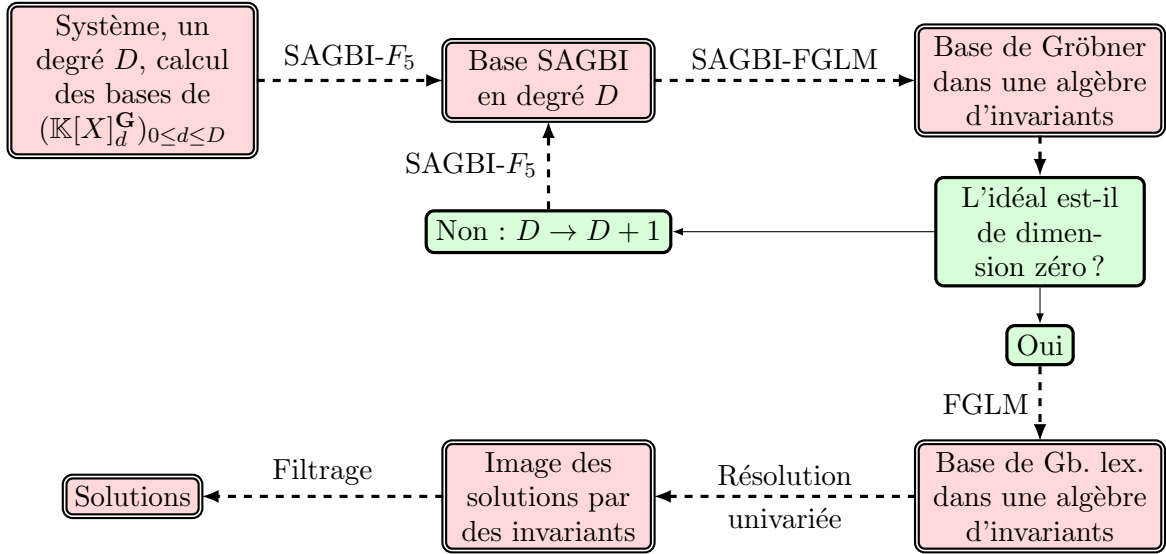 Système, un
degré D, calcul
des bases de
(𝕂[X]_d^𝐆)_{0≤d≤D}
SAGBI-F₅
Base SAGBI
en degré D
SAGBI-FGLM
Base de Gröbner
dans une algèbre
d'invariants
SAGBI-F₅
Non : D → D + 1
L'idéal est-il
de dimen-
sion zéro ?
Oui
FGLM
Base de Gb. lex.
dans une algèbre
d'invariants
Résolution
univariée
Image des
solutions par
des invariants
Filtrage
Solutions